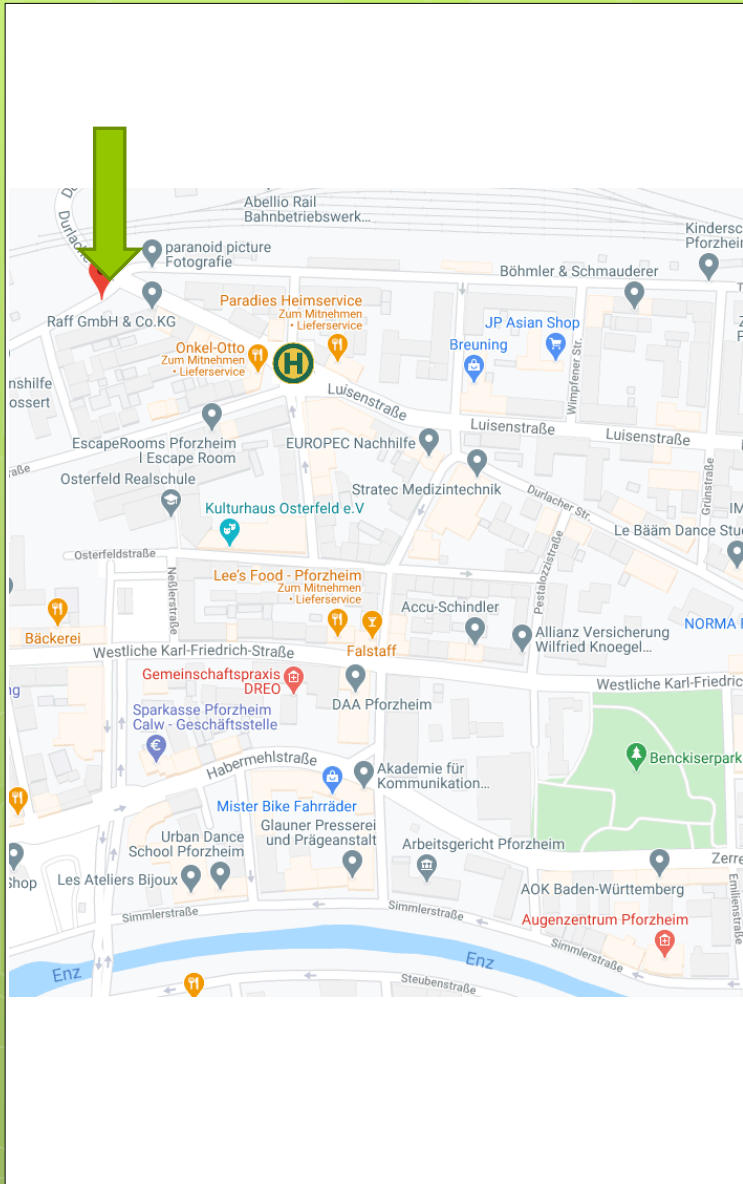 Abellio Rail
Bahnbetriebswerk...
Durlache
paranoid picture
Fotografie
Böhmler & Schmauderer
Kindersc
Pforzheim
Paradies Heimservice
Zum Mitnehmen
• Lieferservice
Raff GmbH & Co.KG
JP Asian Shop
Onkel-Otto
Zum Mitnehmen
• Lieferservice
Breuning
Wimpfener Str.
H
nshilfe
ossert
Luisenstraße
Luisenstraße
Luisenstraße
EscapeRooms Pforzheim
| Escape Room
EUROPEC Nachhilfe
aße
Osterfeld Realschule
Stratec Medizintechnik
Durlacher Str.
Grünstraße
Kulturhaus Osterfeld e.V
IM
Le Bääm Dance Stu
Osterfeldstraße
Neßlerstraße
Pestalozzistraße
Lee's Food - Pforzheim
Zum Mitnehmen
• Lieferservice
Accu-Schindler
Bäckerei
Falstaff
Allianz Versicherung
Wilfried Knoegel...
NORMA
Westliche Karl-Friedrich-Straße
Gemeinschaftspraxis
DREO
Westliche Karl-Friedric
ng
DAA Pforzheim
Sparkasse Pforzheim
Calw - Geschäftsstelle
Habermehlstraße
Benckiserpark
Akademie für
Kommunikation...
Mister Bike Fahrräder
Glauner Presserei
und Prägeanstalt
Urban Dance
School Pforzheim
Arbeitsgericht Pforzheim
hop
Les Ateliers Bijoux
Zerre
AOK Baden-Württemberg
Emilienstraße
Simmlerstraße
Simmlerstraße
Augenzentrum Pforzheim
Simmlerstraße
Enz
Enz
Steubenstraße